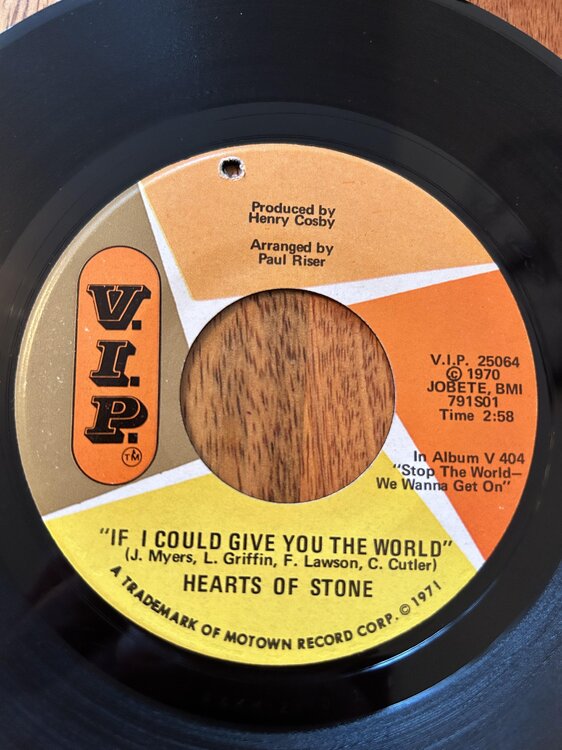 Produced by
Henry Cosby
Arranged by
Paul Riser
V.I.P.
TM
V.I.P. 25064
© 1970
JOBETE, BMI
791S01
Time 2:58
In Album V 404
"Stop The World—
We Wanna Get On"
"IF I COULD GIVE YOU THE WORLD"
(J. Myers, L. Griffin, F. Lawson, C. Cutler)
HEARTS OF STONE
A TRADEMARK OF MOTOWN RECORD CORP. © 1971